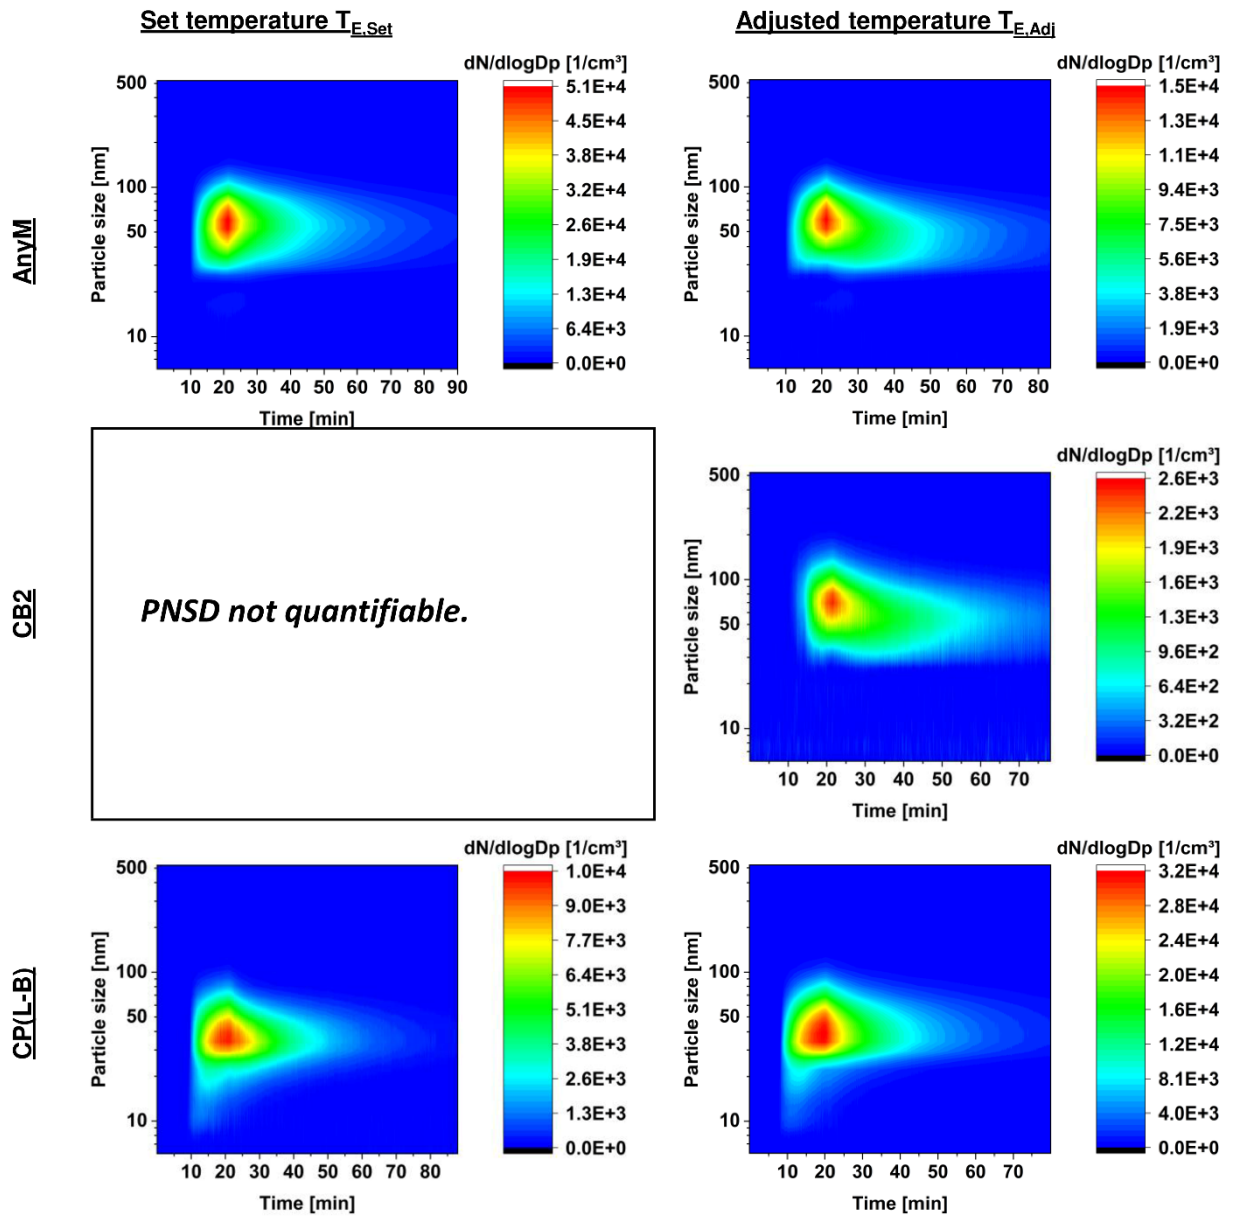 Set temperature T_E,Set
Adjusted temperature T_E,Adj
AnyM
dN/dlogDp [1/cm³]
500
100
50
10
Particle size [nm]
10 20 30 40 50 60 70 80 90
Time [min]
5.1E+4
4.5E+4
3.8E+4
3.2E+4
2.6E+4
1.9E+4
1.3E+4
6.4E+3
0.0E+0
dN/dlogDp [1/cm³]
500
100
50
10
Particle size [nm]
10 20 30 40 50 60 70 80
Time [min]
1.5E+4
1.3E+4
1.1E+4
9.4E+3
7.5E+3
5.6E+3
3.8E+3
1.9E+3
0.0E+0
CB2
PNSD not quantifiable.
dN/dlogDp [1/cm³]
500
100
50
10
Particle size [nm]
10 20 30 40 50 60 70
Time [min]
2.6E+3
2.2E+3
1.9E+3
1.6E+3
1.3E+3
9.6E+2
6.4E+2
3.2E+2
0.0E+0
CP(L-B)
dN/dlogDp [1/cm³]
500
100
50
10
Particle size [nm]
10 20 30 40 50 60 70 80
Time [min]
1.0E+4
9.0E+3
7.7E+3
6.4E+3
5.1E+3
3.8E+3
2.6E+3
1.3E+3
0.0E+0
dN/dlogDp [1/cm³]
500
100
50
10
Particle size [nm]
10 20 30 40 50 60 70
Time [min]
3.2E+4
2.8E+4
2.4E+4
2.0E+4
1.6E+4
1.2E+4
8.1E+3
4.0E+3
0.0E+0